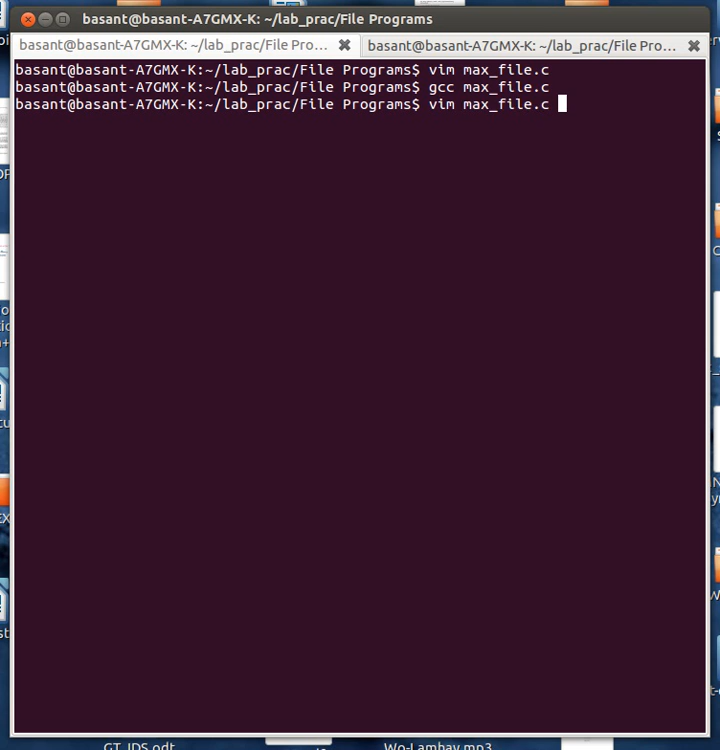 basant@basant-A7GMX-K: ~/lab_prac/File Programs
basant@basant-A7GMX-K: ~/lab_prac/File Pro... basant@basant-A7GMX-K: ~/lab_prac/File Pro...
basant@basant-A7GMX-K:~/lab_prac/File Programs$ vim max_file.c
basant@basant-A7GMX-K:~/lab_prac/File Programs$ gcc max_file.c
basant@basant-A7GMX-K:~/lab_prac/File Programs$ vim max_file.c
GT_IDS.odt
Wo-Lamhay.mp3